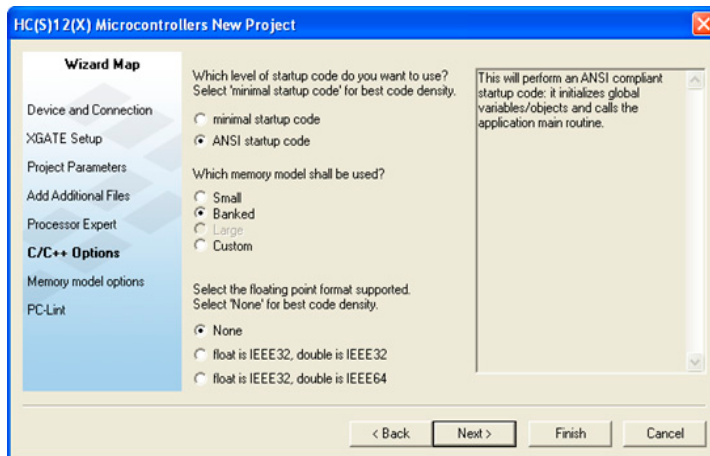 HC(S)12(X) Microcontrollers New Project
Wizard Map
Device and Connection
XGATE Setup
Project Parameters
Add Additional Files
Processor Expert
C/C++ Options
Memory model options
PC-Lint
Which level of startup code do you want to use?
Select 'minimal startup code' for best code density.
minimal startup code
ANSI startup code
Which memory model shall be used?
Small
Banked
Large
Custom
Select the floating point format supported.
Select 'None' for best code density.
None
float is IEEE32, double is IEEE32
float is IEEE32, double is IEEE64
This will perform an ANSI compliant
startup code: it initializes global
variables/objects and calls the
application main routine.
< Back
Next >
Finish
Cancel